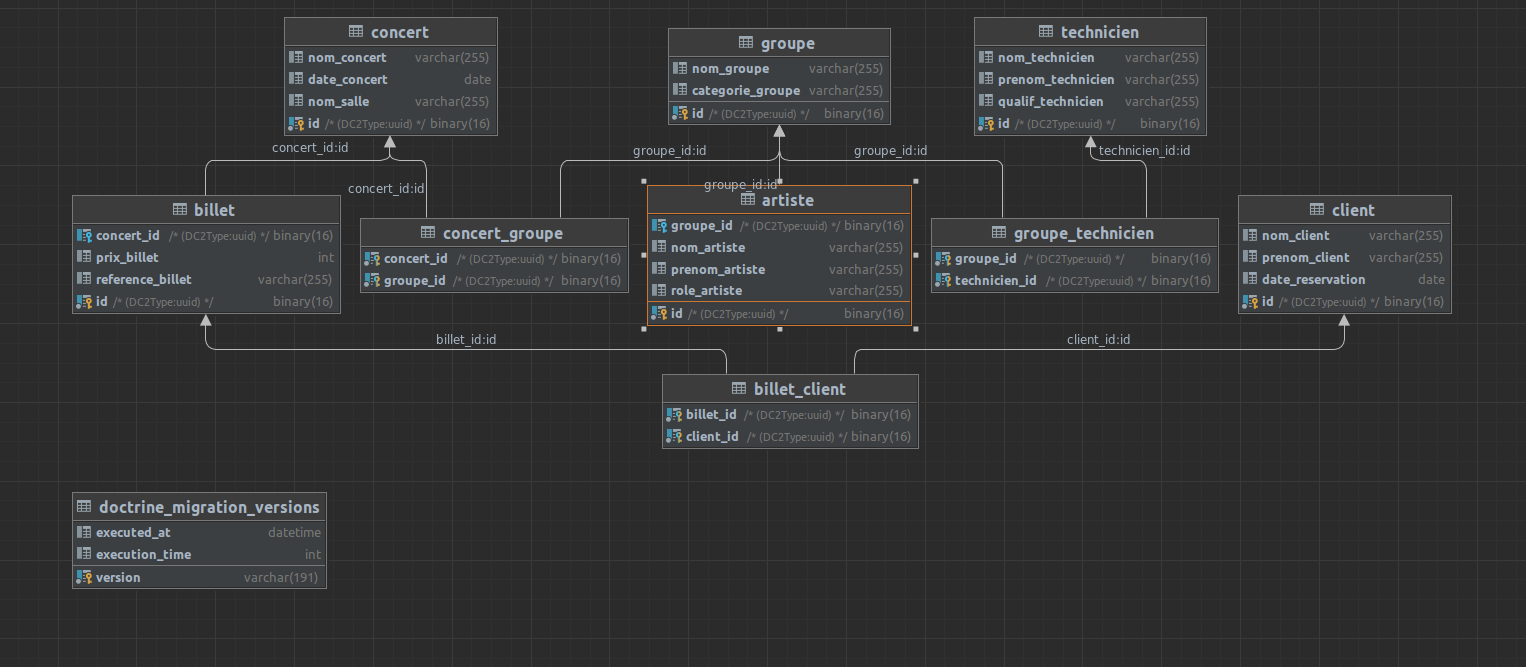 concert
nom_concert varchar(255)
date_concert date
nom_salle varchar(255)
id /* (DC2Type:uuid) */ binary(16)
groupe
nom_groupe varchar(255)
categorie_groupe varchar(255)
id /* (DC2Type:uuid) */ binary(16)
technicien
nom_technicien varchar(255)
prenom_technicien varchar(255)
qualif_technicien varchar(255)
id /* (DC2Type:uuid) */ binary(16)
concert_id:id
groupe_id:id
groupe_id:id
technicien_id:id
concert_id:id
groupe_id:id
billet
concert_id /* (DC2Type:uuid) */ binary(16)
prix_billet int
reference_billet varchar(255)
id /* (DC2Type:uuid) */ binary(16)
concert_groupe
concert_id /* (DC2Type:uuid) */ binary(16)
groupe_id /* (DC2Type:uuid) */ binary(16)
artiste
groupe_id /* (DC2Type:uuid) */ binary(16)
nom_artiste varchar(255)
prenom_artiste varchar(255)
role_artiste varchar(255)
id /* (DC2Type:uuid) */ binary(16)
groupe_technicien
groupe_id /* (DC2Type:uuid) */ binary(16)
technicien_id /* (DC2Type:uuid) */ binary(16)
client
nom_client varchar(255)
prenom_client varchar(255)
date_reservation date
id /* (DC2Type:uuid) */ binary(16)
billet_id:id
client_id:id
billet_client
billet_id /* (DC2Type:uuid) */ binary(16)
client_id /* (DC2Type:uuid) */ binary(16)
doctrine_migration_versions
executed_at datetime
execution_time int
version varchar(191)